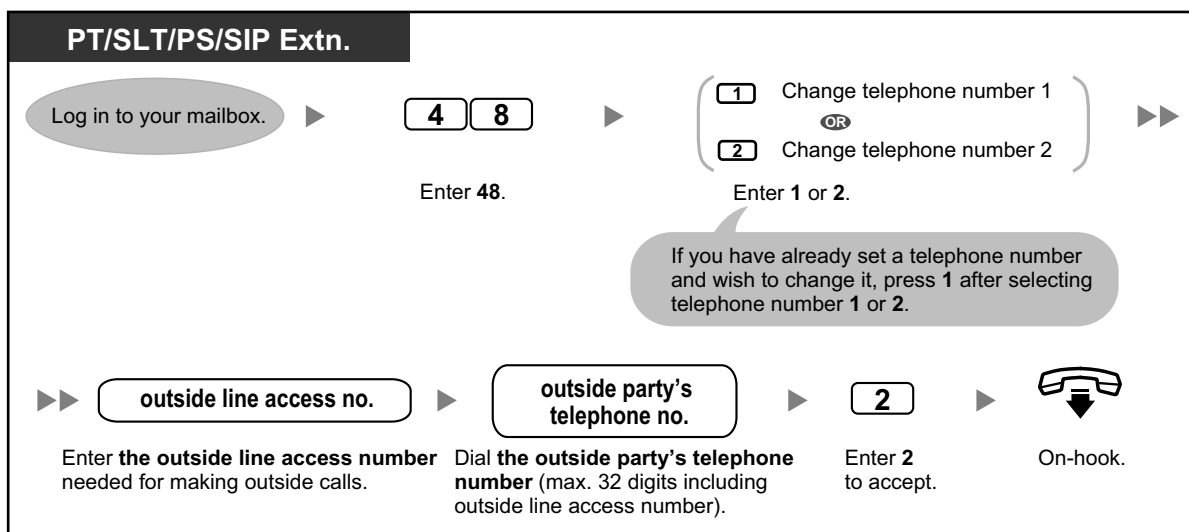 PT/SLT/PS/SIP Extn.
Log in to your mailbox.
4 8
Enter 48.
1 Change telephone number 1
OR
2 Change telephone number 2
Enter 1 or 2.
If you have already set a telephone number
and wish to change it, press 1 after selecting
telephone number 1 or 2.
outside line access no.
Enter the outside line access number
needed for making outside calls.
outside party's
telephone no.
Dial the outside party's telephone
number (max. 32 digits including
outside line access number).
2
Enter 2
to accept.
On-hook.